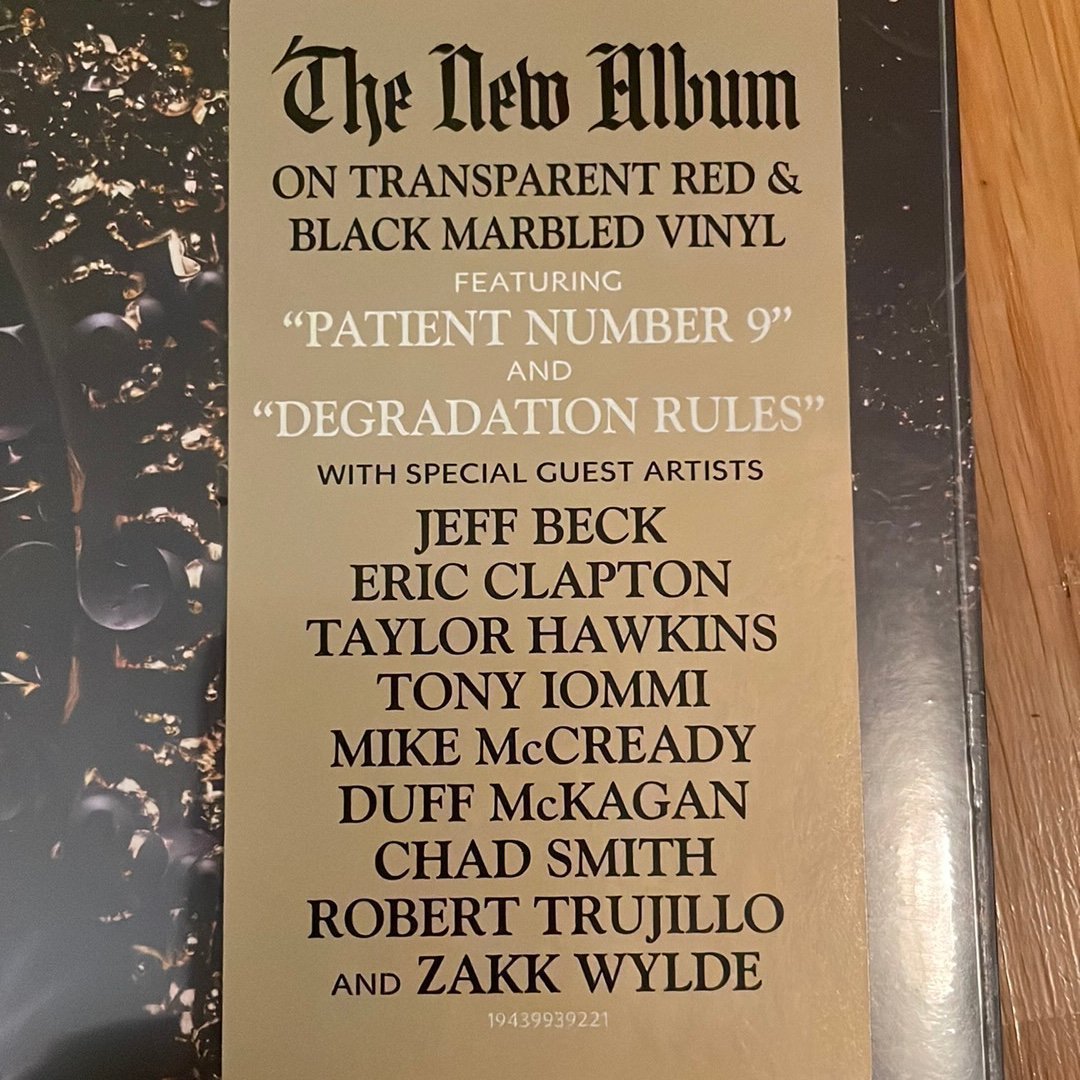 The New Album
ON TRANSPARENT RED &
BLACK MARBLED VINYL
FEATURING
“PATIENT NUMBER 9”
AND
“DEGRADATION RULES”
WITH SPECIAL GUEST ARTISTS
JEFF BECK
ERIC CLAPTON
TAYLOR HAWKINS
TONY IOMMI
MIKE McCREADY
DUFF McKAGAN
CHAD SMITH
ROBERT TRUJILLO
AND ZAKK WYLDE
19439939221